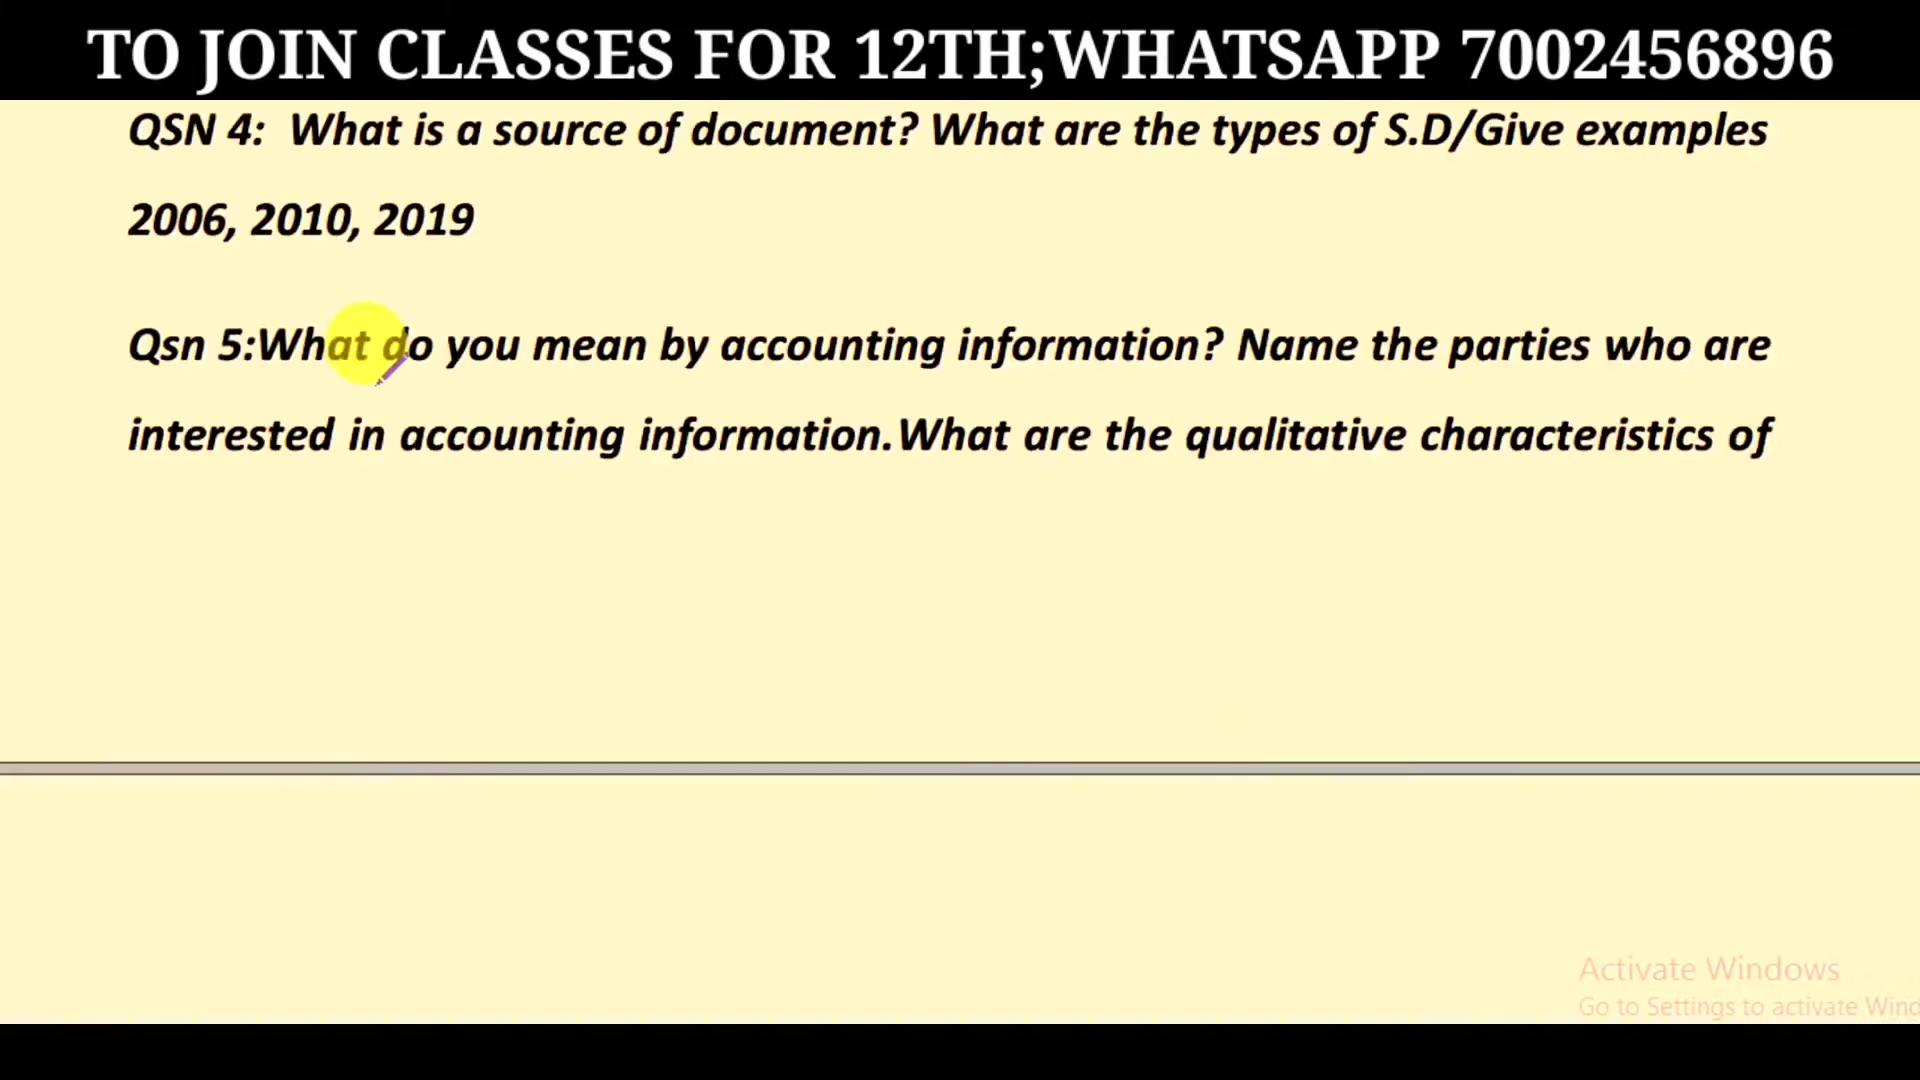 TO JOIN CLASSES FOR 12TH;WHATSAPP 7002456896
QSN 4: What is a source of document? What are the types of S.D/Give examples
2006, 2010, 2019
Qsn 5:What do you mean by accounting information? Name the parties who are
interested in accounting information.What are the qualitative characteristics of
Activate Windows
Go to Settings to activate Wind